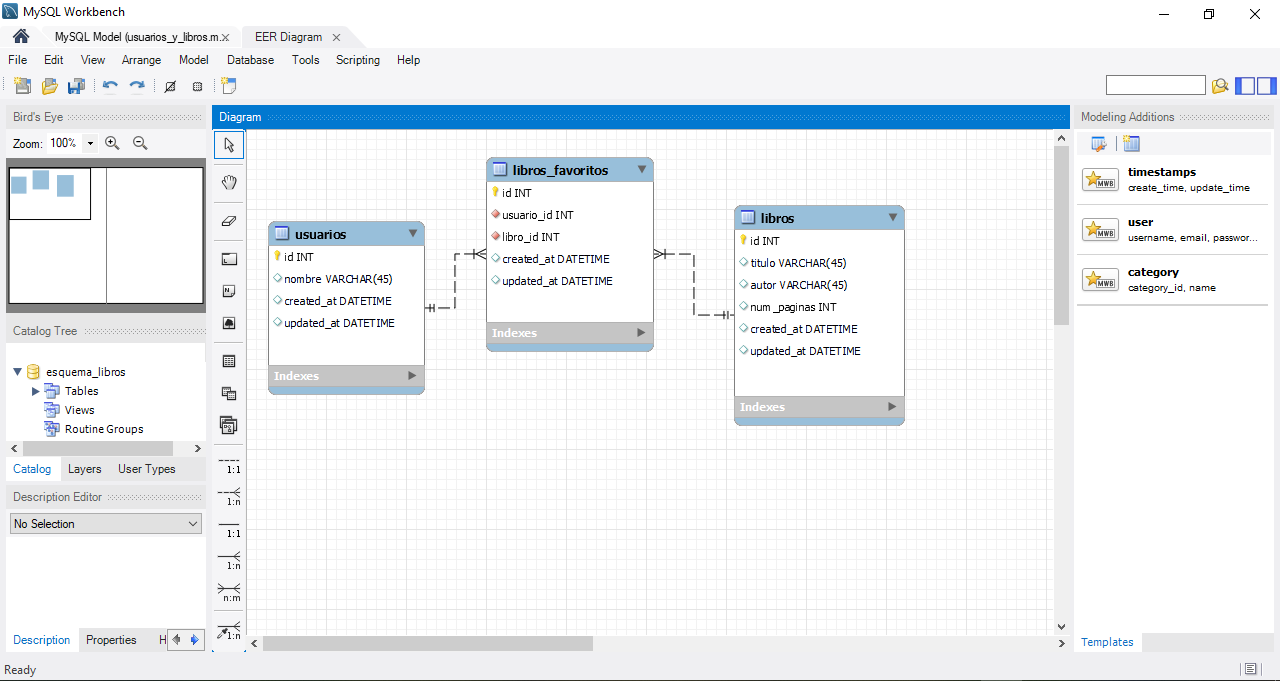 MySQL Workbench
MySQL Model (usuarios_y_libros.m...
EER Diagram
File Edit View Arrange Model Database Tools Scripting Help
Bird's Eye
Zoom: 100%
Catalog Tree
esquema_libros
Tables
Views
Routine Groups
Catalog Layers User Types
Description Editor
No Selection
Description Properties H
Diagram
1:1
1:n
1:1
1:n
n:m
1:n
usuarios
id INT
nombre VARCHAR(45)
created_at DATETIME
updated_at DATETIME
Indexes
libros_favoritos
id INT
usuario_id INT
libro_id INT
created_at DATETIME
updated_at DATETIME
Indexes
libros
id INT
titulo VARCHAR(45)
autor VARCHAR(45)
num_paginas INT
created_at DATETIME
updated_at DATETIME
Indexes
Modeling Additions
MWB
timestamps
create_time, update_time
MWB
user
username, email, passwor...
MWB
category
category_id, name
Templates
Ready